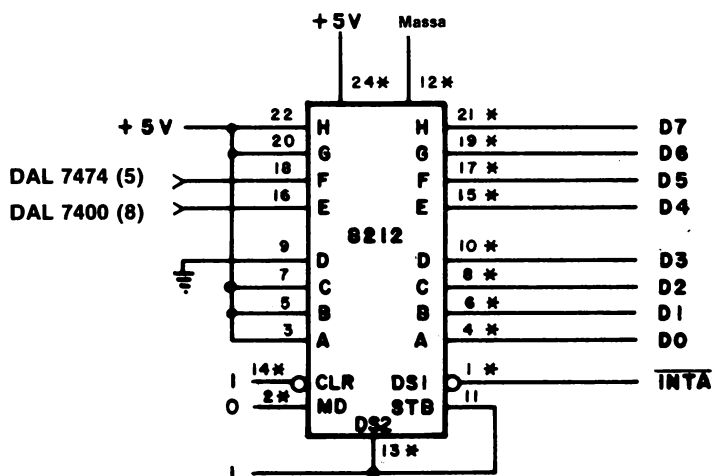 +5V Massa
24* 12*
+5V 22 H H 21 * D7
20 G G 19 * D6
DAL 7474 (5) 18 F F 17 * D5
DAL 7400 (8) 16 E E 15 * D4
8212
9 D D 10 * D3
7 C C 8 * D2
5 B B 6 * D1
3 A A 4 * D0
1 14* CLR DS1 1 * INTA
0 2* MD STB 11
DS2
13 *
1